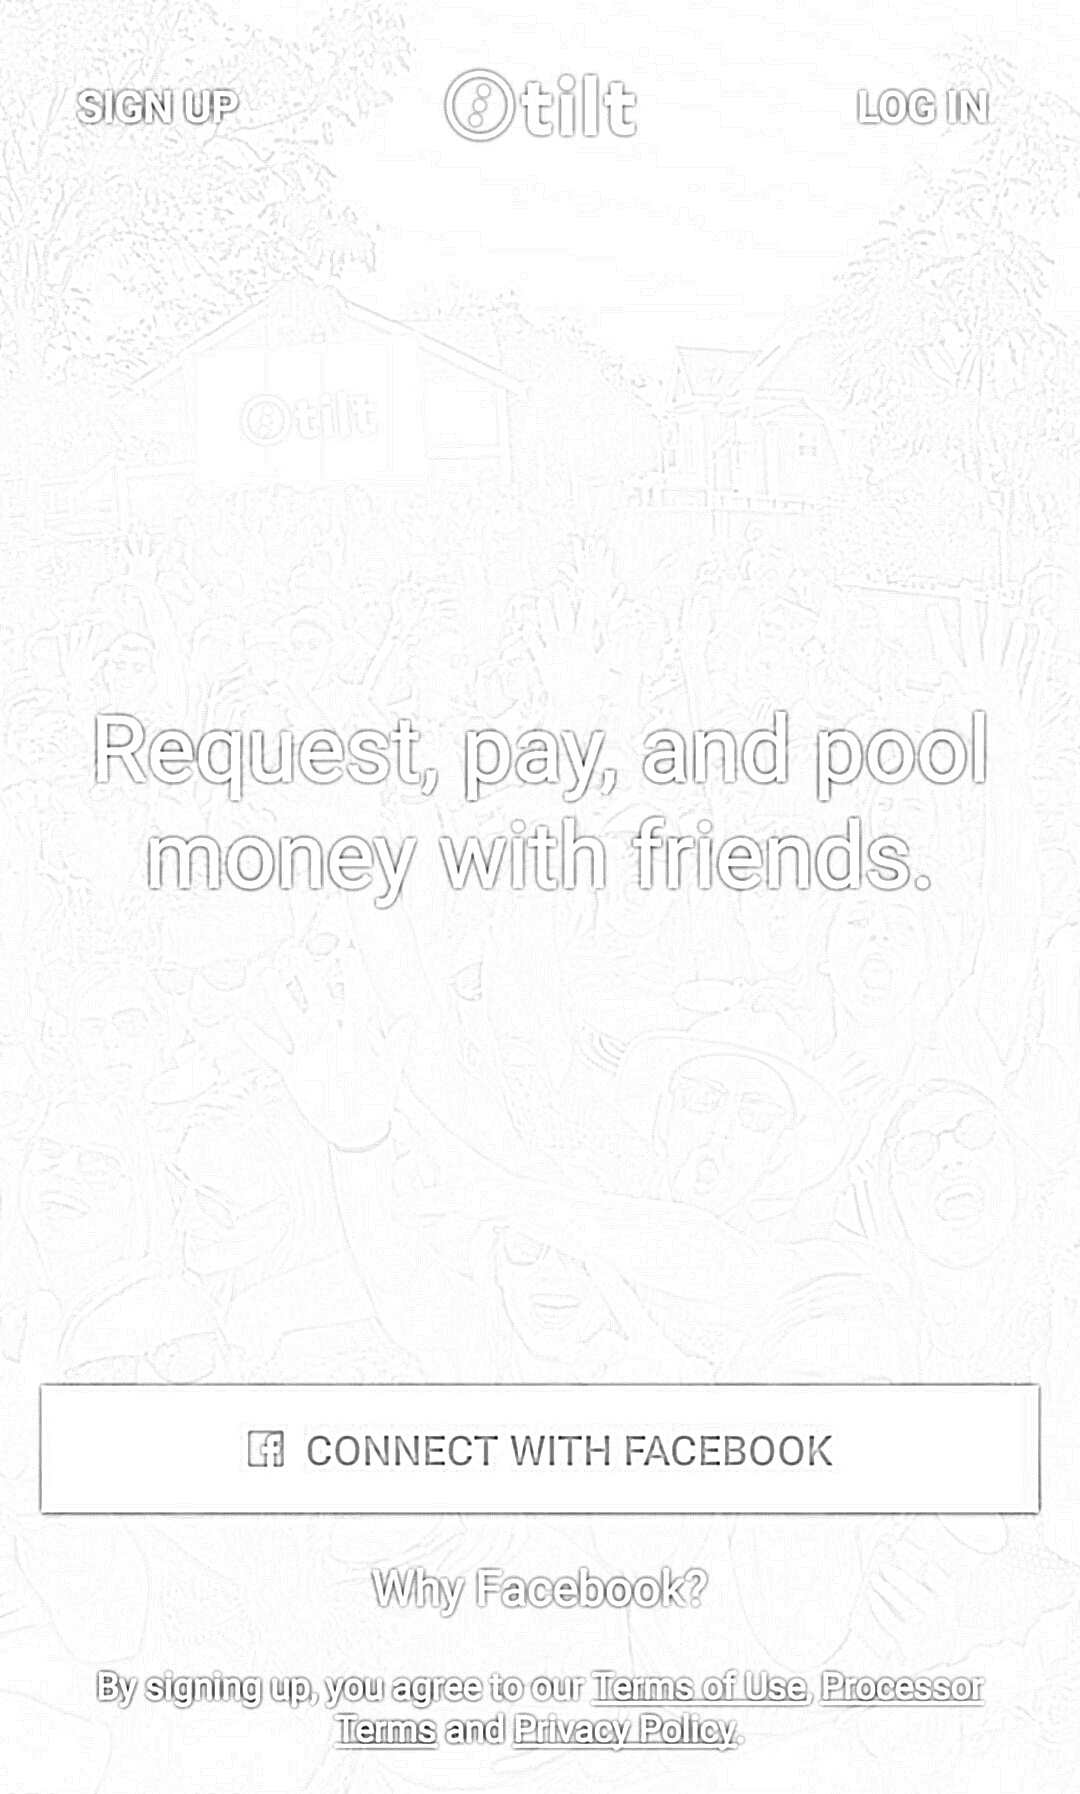 SIGN UP tilt LOG IN
tilt
Request, pay, and pool
money with friends.
CONNECT WITH FACEBOOK
Why Facebook?
By signing up, you agree to our Terms of Use, Processor
Terms and Privacy Policy.